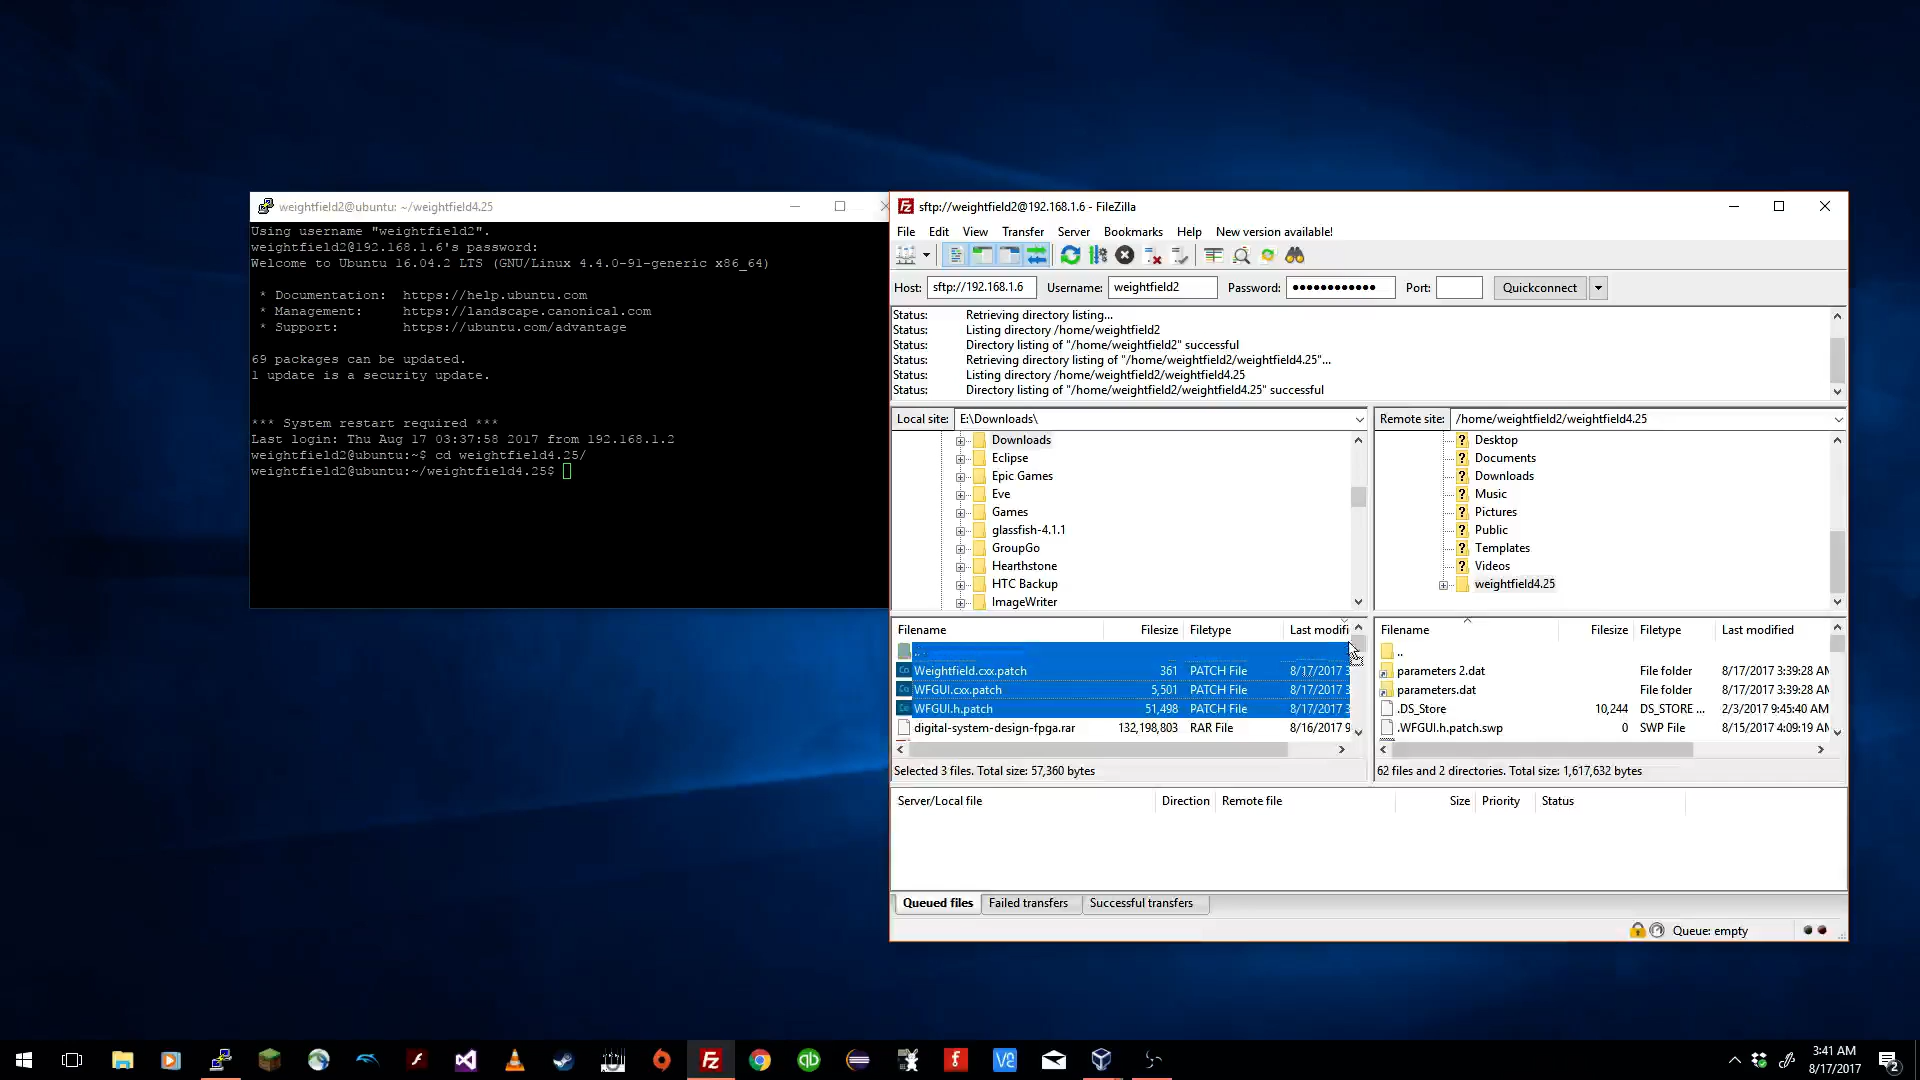 weightfield2@ubuntu: ~/weightfield4.25
Using username "weightfield2".
weightfield2@192.168.1.6's password:
Welcome to Ubuntu 16.04.2 LTS (GNU/Linux 4.4.0-91-generic x86_64)
* Documentation: https://help.ubuntu.com
* Management: https://landscape.canonical.com
* Support: https://ubuntu.com/advantage
69 packages can be updated.
1 update is a security update.
*** System restart required ***
Last login: Thu Aug 17 03:37:58 2017 from 192.168.1.2
weightfield2@ubuntu:~$ cd weightfield4.25/
weightfield2@ubuntu:~/weightfield4.25$
sftp://weightfield2@192.168.1.6 - FileZilla
File Edit View Transfer Server Bookmarks Help New version available!
Host: sftp://192.168.1.6 Username: weightfield2 Password: ●●●●●●●●●●●● Port: Quickconnect
Status: Retrieving directory listing...
Status: Listing directory /home/weightfield2
Status: Directory listing of "/home/weightfield2" successful
Status: Retrieving directory listing of "/home/weightfield2/weightfield4.25"...
Status: Listing directory /home/weightfield2/weightfield4.25
Status: Directory listing of "/home/weightfield2/weightfield4.25" successful
Local site: E:\Downloads\
Downloads
Eclipse
Epic Games
Eve
Games
glassfish-4.1.1
GroupGo
Hearthstone
HTC Backup
ImageWriter
Remote site: /home/weightfield2/weightfield4.25
Desktop
Documents
Downloads
Music
Pictures
Public
Templates
Videos
weightfield4.25
Filename Filesize Filetype Last modifi
..
Weightfield.cxx.patch 361 PATCH File 8/17/2017 3
WFGUI.cxx.patch 5,501 PATCH File 8/17/2017 3
WFGUI.h.patch 51,498 PATCH File 8/17/2017 3
digital-system-design-fpga.rar 132,198,803 RAR File 8/16/2017 9
Selected 3 files. Total size: 57,360 bytes
Filename Filesize Filetype Last modified
..
parameters 2.dat File folder 8/17/2017 3:39:28 AM
parameters.dat File folder 8/17/2017 3:39:28 AM
.DS_Store 10,244 DS_STORE ... 2/3/2017 9:45:40 AM
.WFGUI.h.patch.swp 0 SWP File 8/15/2017 4:09:19 AM
62 files and 2 directories. Total size: 1,617,632 bytes
Server/Local file Direction Remote file Size Priority Status
Queued files Failed transfers Successful transfers
Queue: empty
3:41 AM
8/17/2017
2